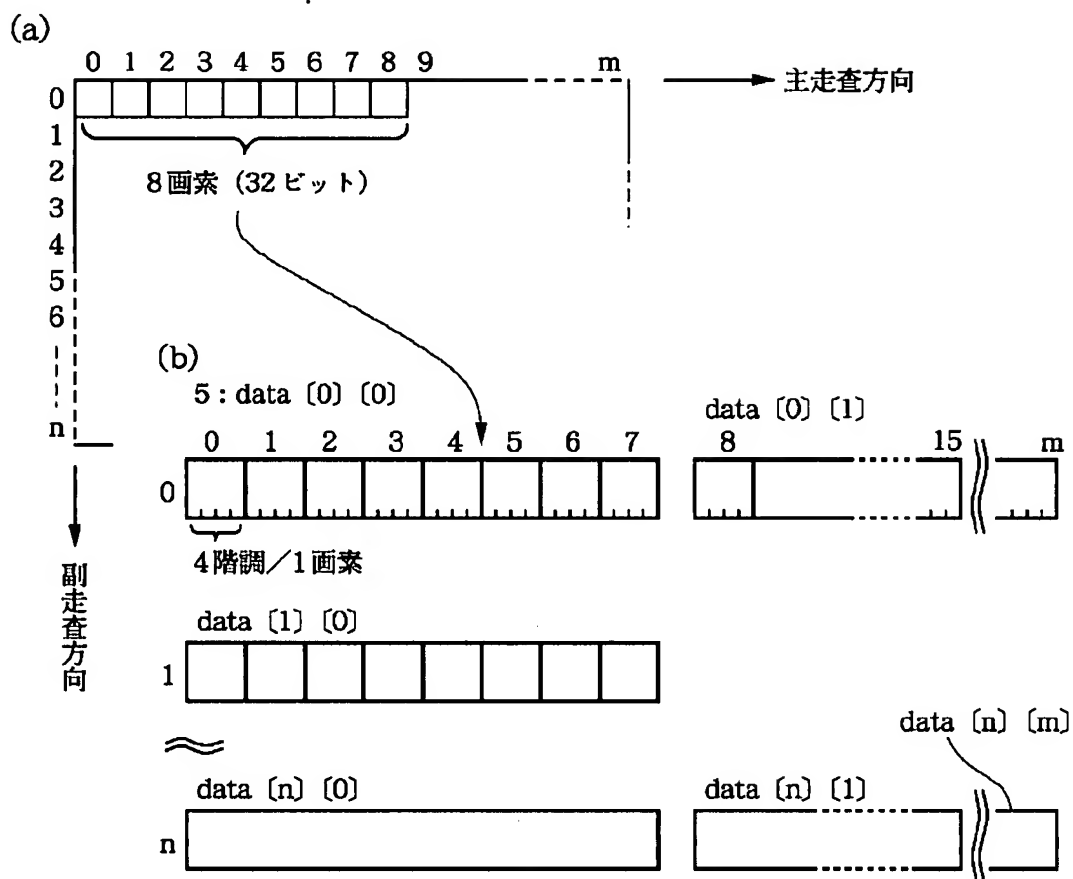 (a)
0 1 2 3 4 5 6 7 8 9 m
主走査方向
0
1
2
3
4
5
6
n
8画素 (32ビット)
副走査方向
(b)
5 : data〔0〕〔0〕
data〔0〕〔1〕
0 1 2 3 4 5 6 7 8 15 m
0
4階調／1画素
data〔1〕〔0〕
1
data〔n〕〔m〕
data〔n〕〔0〕
data〔n〕〔1〕
n